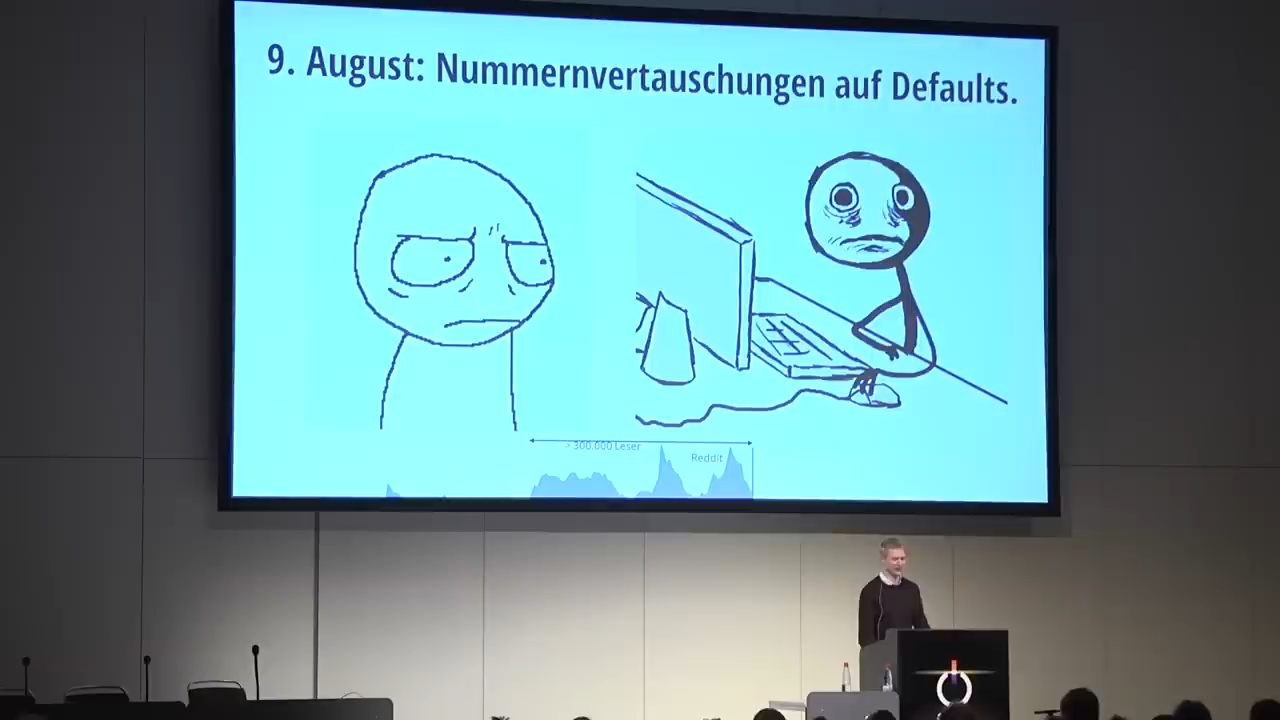 9. August: Nummernvertauschungen auf Defaults.
> 300.000 Leser
Reddit